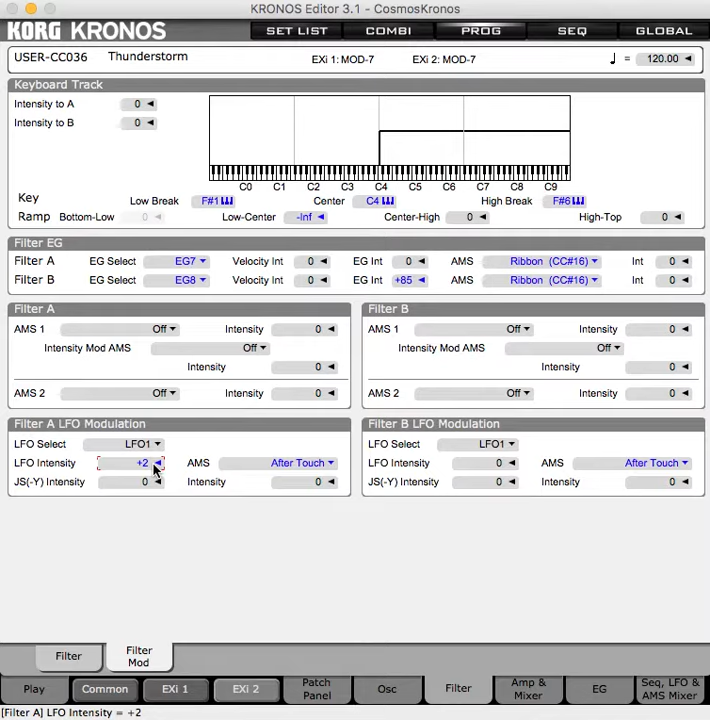 KRONOS Editor 3.1 - CosmosKronos
KORG KRONOS SET LIST COMBI PROG SEQ GLOBAL
USER-CC036 Thunderstorm EXi 1: MOD-7 EXi 2: MOD-7 ♩ = 120.00
Keyboard Track
Intensity to A 0
Intensity to B 0
C0 C1 C2 C3 C4 C5 C6 C7 C8 C9
Key Low Break F#1 Center C4 High Break F#6
Ramp Bottom-Low 0 Low-Center -Inf Center-High 0 High-Top 0
Filter EG
Filter A EG Select EG7 Velocity Int 0 EG Int 0 AMS Ribbon (CC#16) Int 0
Filter B EG Select EG8 Velocity Int 0 EG Int +85 AMS Ribbon (CC#16) Int 0
Filter A
AMS 1 Off Intensity 0
Intensity Mod AMS Off
Intensity 0
AMS 2 Off Intensity 0
Filter B
AMS 1 Off Intensity 0
Intensity Mod AMS Off
Intensity 0
AMS 2 Off Intensity 0
Filter A LFO Modulation
LFO Select LFO1
LFO Intensity +2 AMS After Touch
JS(-Y) Intensity 0 Intensity 0
Filter B LFO Modulation
LFO Select LFO1
LFO Intensity 0 AMS After Touch
JS(-Y) Intensity 0 Intensity 0
Filter Filter Mod
Play Common EXi 1 EXi 2 Patch Panel Osc Filter Amp & Mixer EG Seq, LFO & AMS Mixer
[Filter A] LFO Intensity = +2